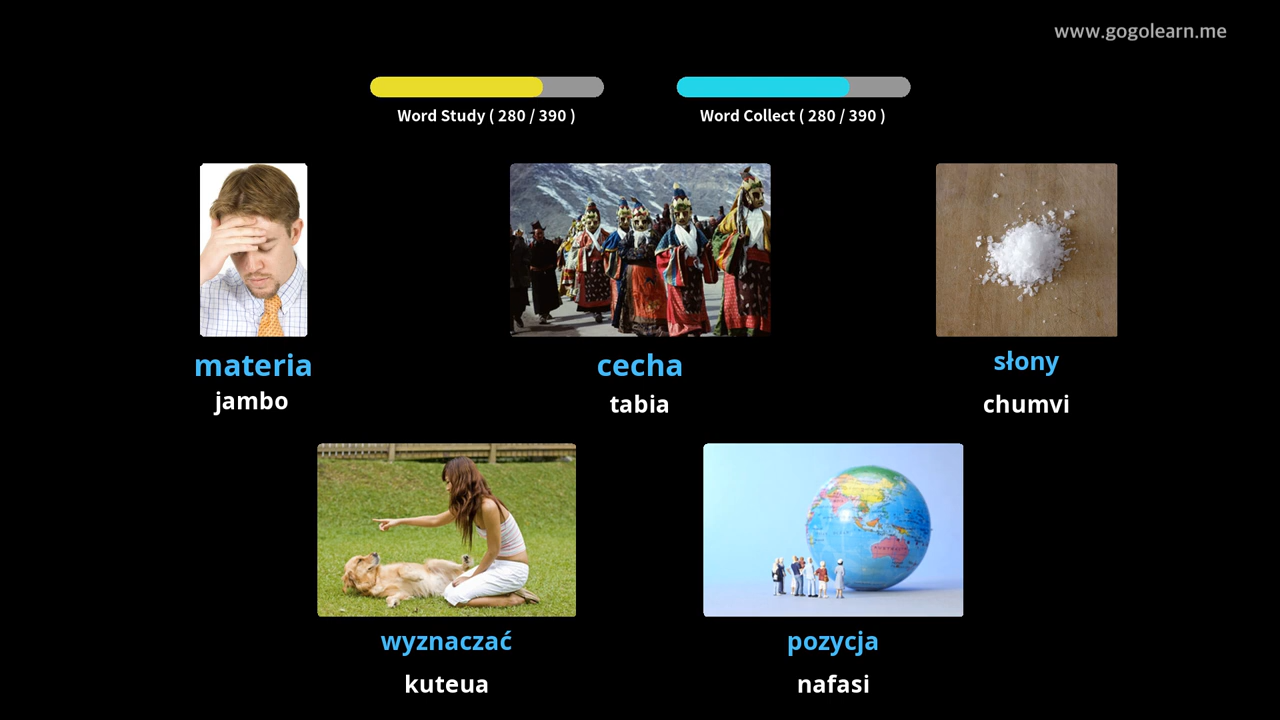 www.gogolearn.me
Word Study ( 280 / 390 )
Word Collect ( 280 / 390 )
materia
jambo
cecha
tabia
słony
chumvi
wyznaczać
kuteua
pozycja
nafasi